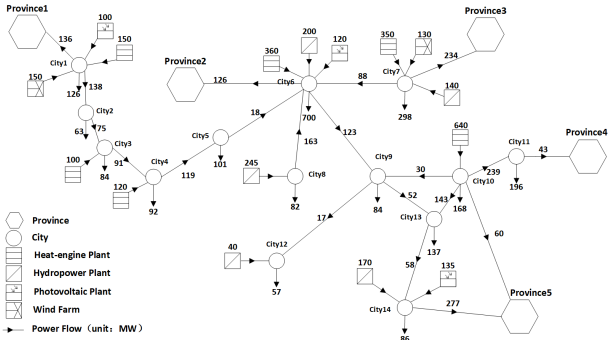 Province1
136
100
150
City1
150
126
138
City2
63
75
City3
84
91
100
120
City4
92
119
City5
101
18
Province2
126
360
200
120
City6
700
88
163
123
245
City8
82
350
130
City7
234
Province3
140
298
640
City11
43
Province4
239
196
City10
30
143
168
60
City9
84
52
City13
137
17
40
City12
57
58
170
135
City14
277
86
Province5
Province
City
Heat-engine Plant
Hydropower Plant
Photovoltaic Plant
Wind Farm
Power Flow（unit：MW）